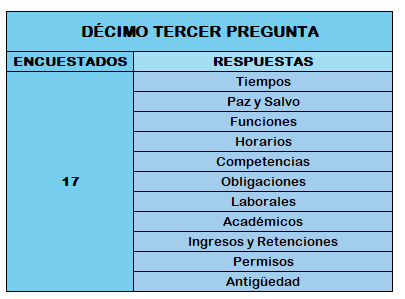 DÉCIMO TERCER PREGUNTA
ENCUESTADOS RESPUESTAS
17
Tiempos
Paz y Salvo
Funciones
Horarios
Competencias
Obligaciones
Laborales
Académicos
Ingresos y Retenciones
Permisos
Antigüedad